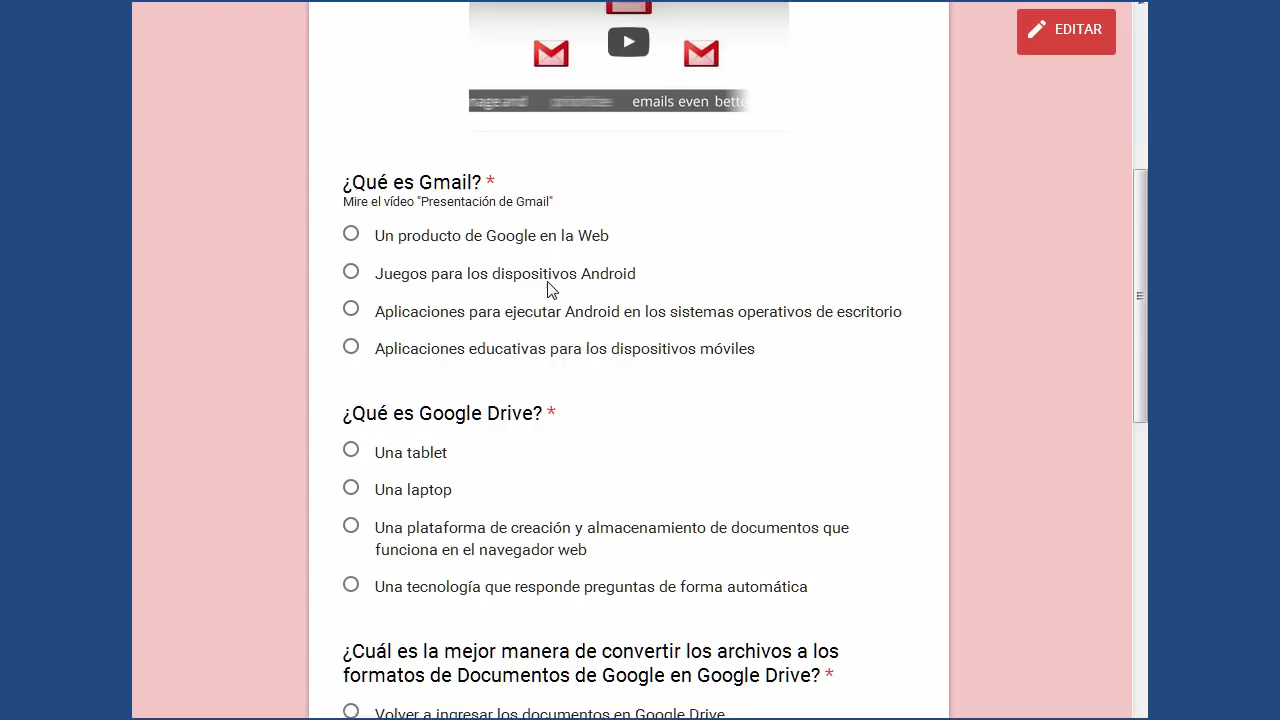 EDITAR
emails even
¿Qué es Gmail? *
Mire el vídeo "Presentación de Gmail"
Un producto de Google en la Web
Juegos para los dispositivos Android
Aplicaciones para ejecutar Android en los sistemas operativos de escritorio
Aplicaciones educativas para los dispositivos móviles
¿Qué es Google Drive? *
Una tablet
Una laptop
Una plataforma de creación y almacenamiento de documentos que
funciona en el navegador web
Una tecnología que responde preguntas de forma automática
¿Cuál es la mejor manera de convertir los archivos a los
formatos de Documentos de Google en Google Drive? *
Volver a ingresar los documentos en Google Drive